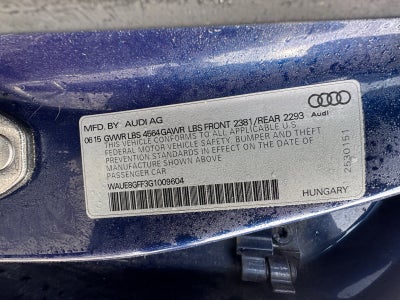 MFD. BY: AUDI AG
06:15 GVWR LBS 4564 GAWR LBS FRONT 2381/REAR 2293
Audi
THIS VEHICLE CONFORMS TO ALL APPLICABLE U.S.
FEDERAL MOTOR VEHICLE SAFETY, BUMPER AND THEFT
PREVENTION STANDARDS IN EFFECT ON THE DATE OF
MANUFACTURE SHOWN ABOVE.
PASSENGER CAR
WAUE8GFF3G1009604
HUNGARY
25301151